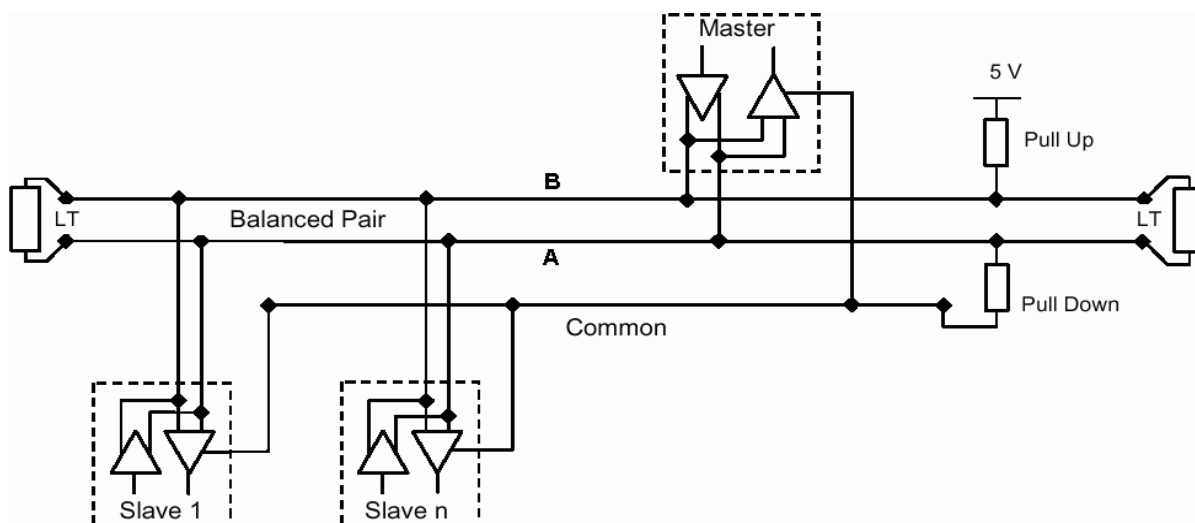 Master
5 V
Pull Up
B
LT
Balanced Pair
LT
A
Pull Down
Common
Slave 1
Slave n